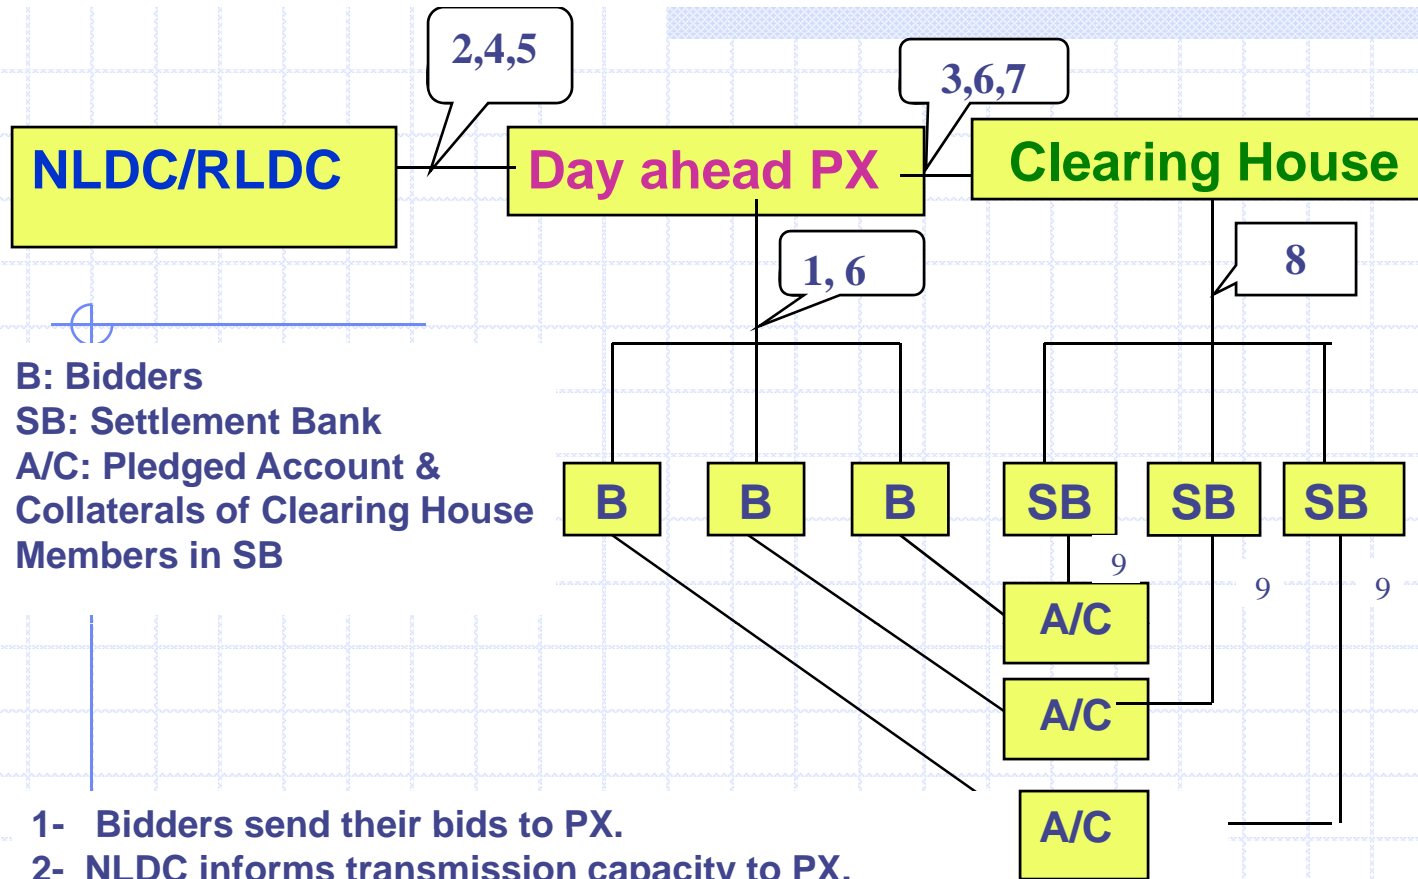 2,4,5
3,6,7
NLDC/RLDC
Day ahead PX
Clearing House
1, 6
8
B: Bidders
SB: Settlement Bank
A/C: Pledged Account &
Collaterals of Clearing House
Members in SB
B
B
B
SB
SB
SB
9
9
9
A/C
A/C
A/C
1- Bidders send their bids to PX.
2- NLDC informs transmission capacity to PX.